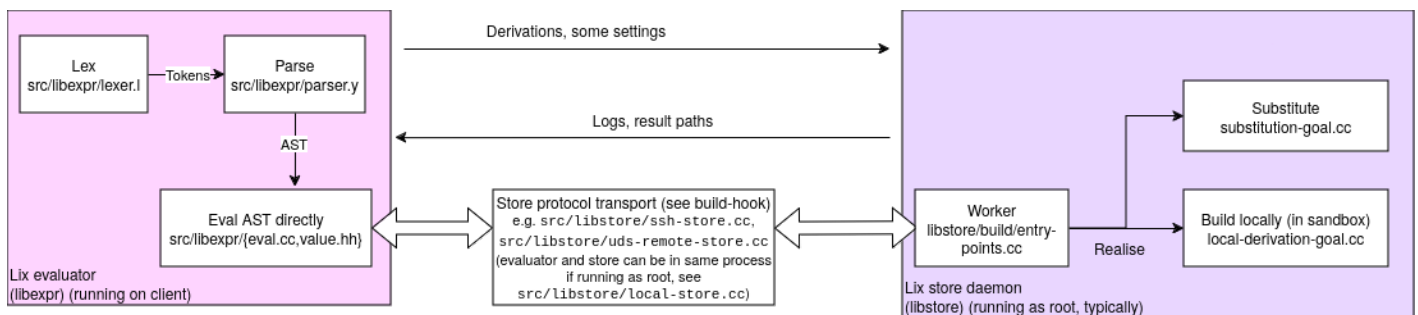 Lex
src/libexpr/lexer.l
Tokens
Parse
src/libexpr/parser.y
AST
Eval AST directly
src/libexpr/{eval.cc,value.hh}
Lix evaluator
(libexpr) (running on client)
Derivations, some settings
Logs, result paths
Store protocol transport (see build-hook)
e.g. src/libstore/ssh-store.cc,
src/libstore/uds-remote-store.cc
(evaluator and store can be in same process
if running as root, see
src/libstore/local-store.cc)
Worker
libstore/build/entry-
points.cc
Realise
Substitute
substitution-goal.cc
Build locally (in sandbox)
local-derivation-goal.cc
Lix store daemon
(libstore) (running as root, typically)